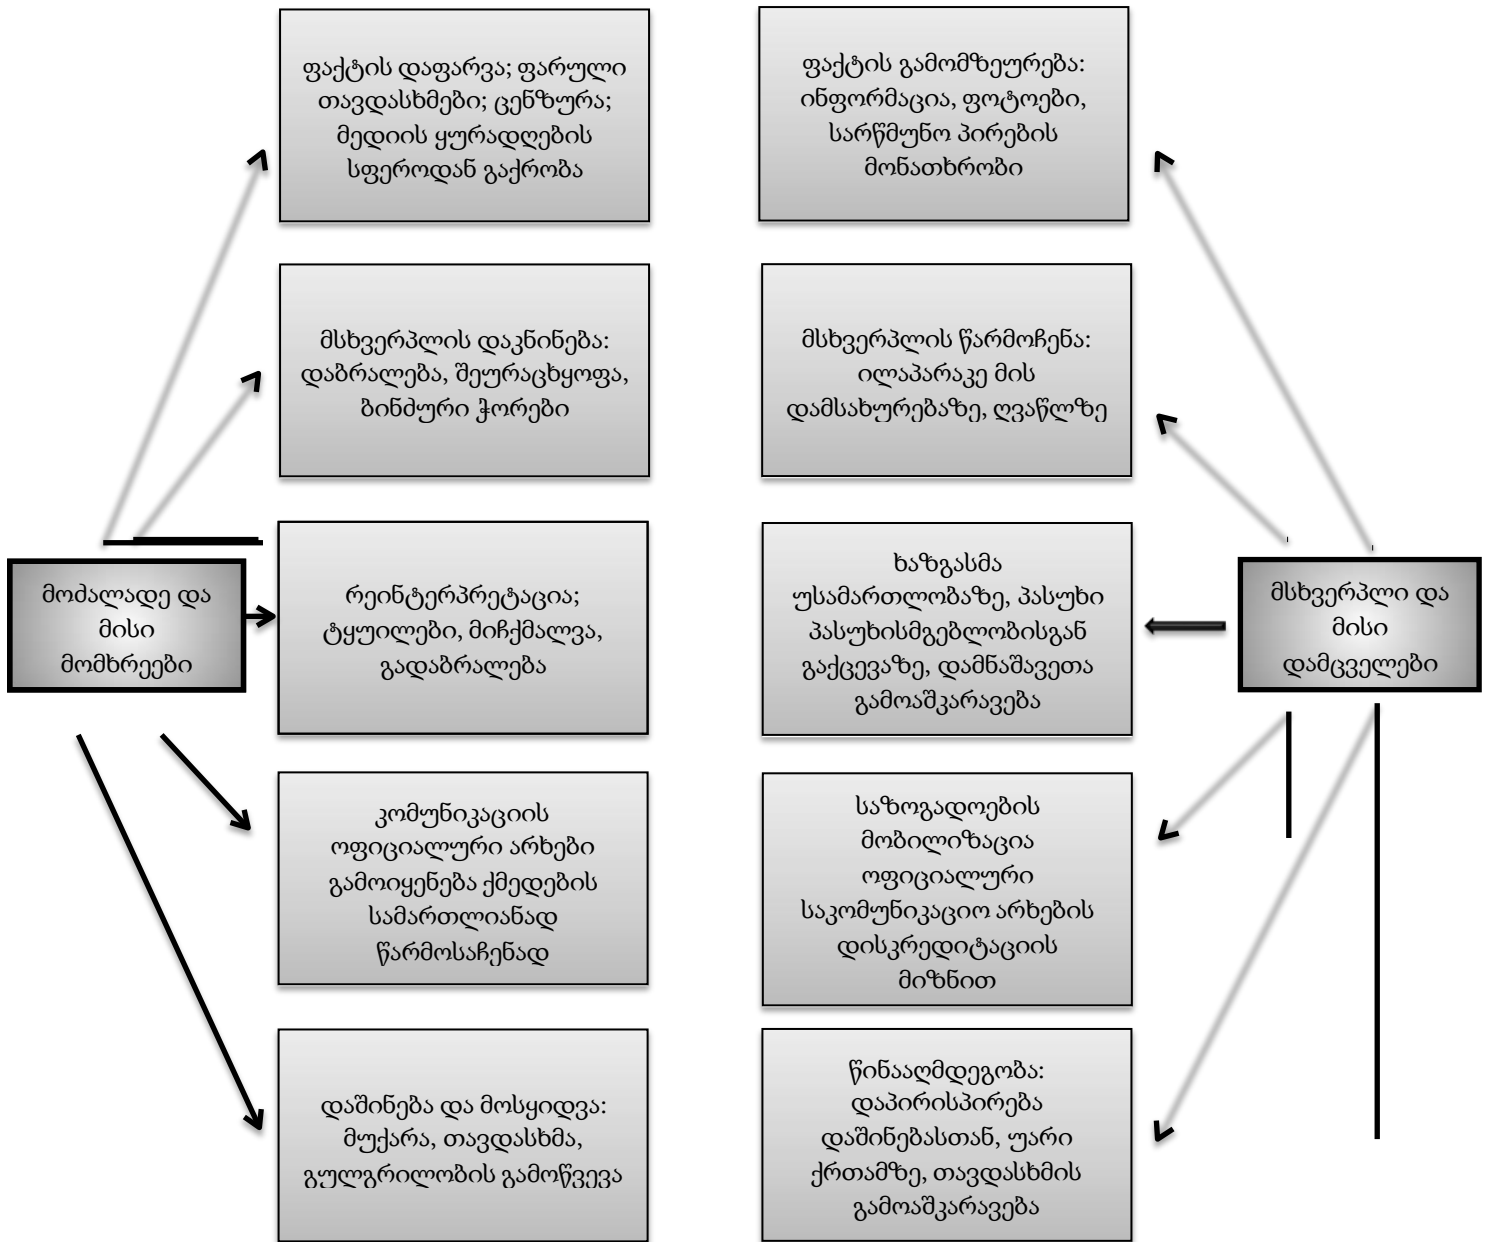 ფაქტის დაფარვა; ფარული
თავდასხმები; ცენზურა;
მედიის ყურადღების
სფეროდან გაქრობა
ფაქტის გამომზეურება:
ინფორმაცია, ფოტოები,
სარწმუნო პირების
მონათხრობი
მსხვერპლის დაკნინება:
დაბრალება, შეურაცხყოფა,
ბინძური ჭორები
მსხვერპლის წარმოჩენა:
ილაპარაკე მის
დამსახურებაზე, ღვაწლზე
მოძალადე და
მისი
მომხრეები
რეინტერპრეტაცია;
ტყუილები, მიჩქმალვა,
გადაბრალება
ხაზგასმა
უსამართლობაზე, პასუხი
პასუხისმგებლობისგან
გაქცევაზე, დამნაშავეთა
გამოაშკარავება
მსხვერპლი და
მისი
დამცველები
კომუნიკაციის
ოფიციალური არხები
გამოიყენება ქმედების
სამართლიანად
წარმოსაჩენად
საზოგადოების
მობილიზაცია
ოფიციალური
საკომუნიკაციო არხების
დისკრედიტაციის
მიზნით
დაშინება და მოსყიდვა:
მუქარა, თავდასხმა,
გულგრილობის გამოწვევა
წინააღმდეგობა:
დაპირისპირება
დაშინებასთან, უარი
ქრთამზე, თავდასხმის
გამოაშკარავება